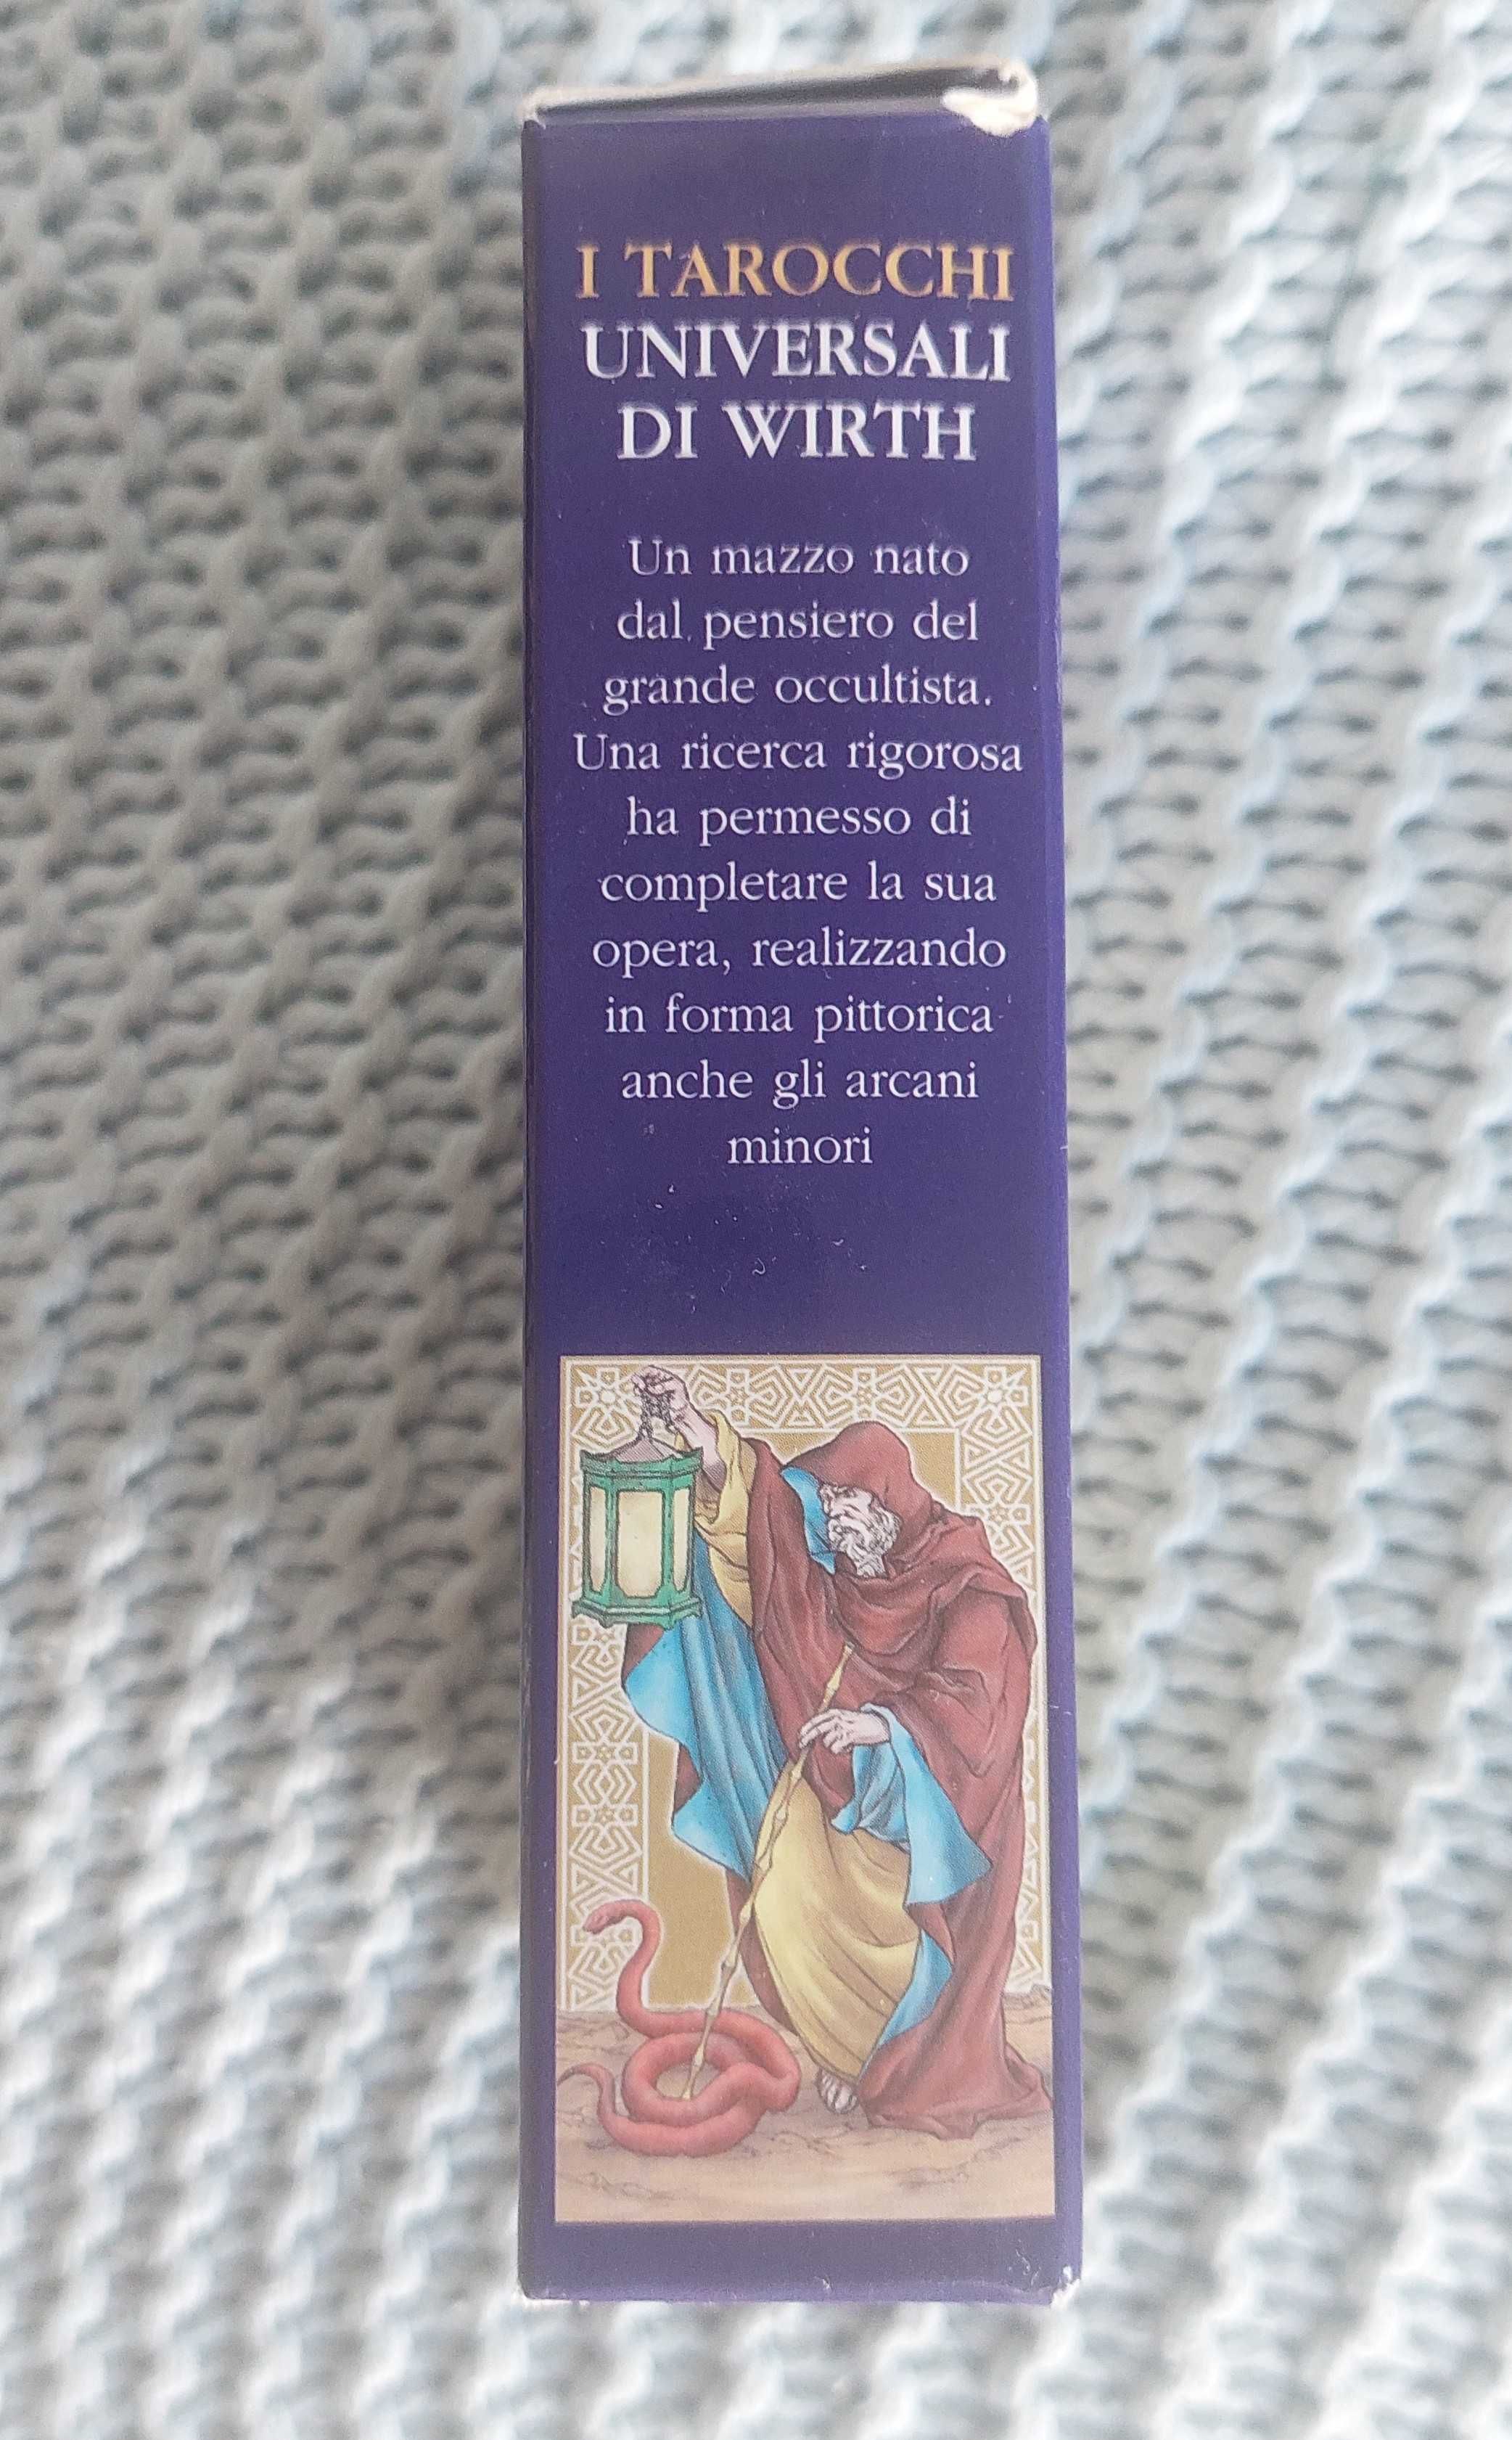 I TAROCCHI
UNIVERSALI
DI WIRTH
Un mazzo nato
dal pensiero del
grande occultista.
Una ricerca rigorosa
ha permesso di
completare la sua
opera, realizzando
in forma pittorica
anche gli arcani
minori